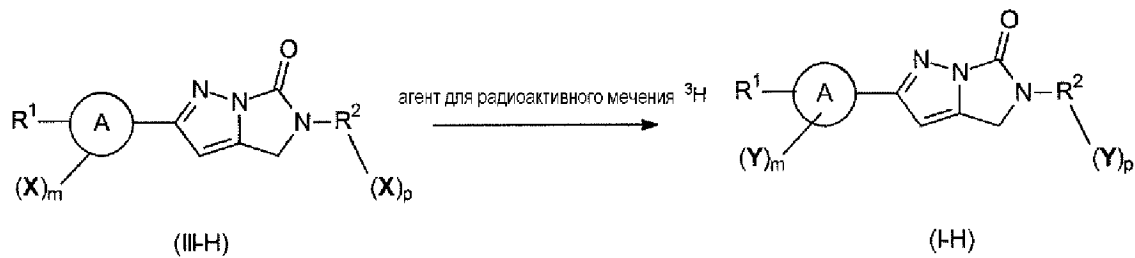 O
O
N
N
агент для радиоактивного мечения ³H
N
N
R¹
A
N
R²
R¹
A
N
R²
(X)m
(X)p
(Y)m
(Y)p
(III-H)
(I-H)